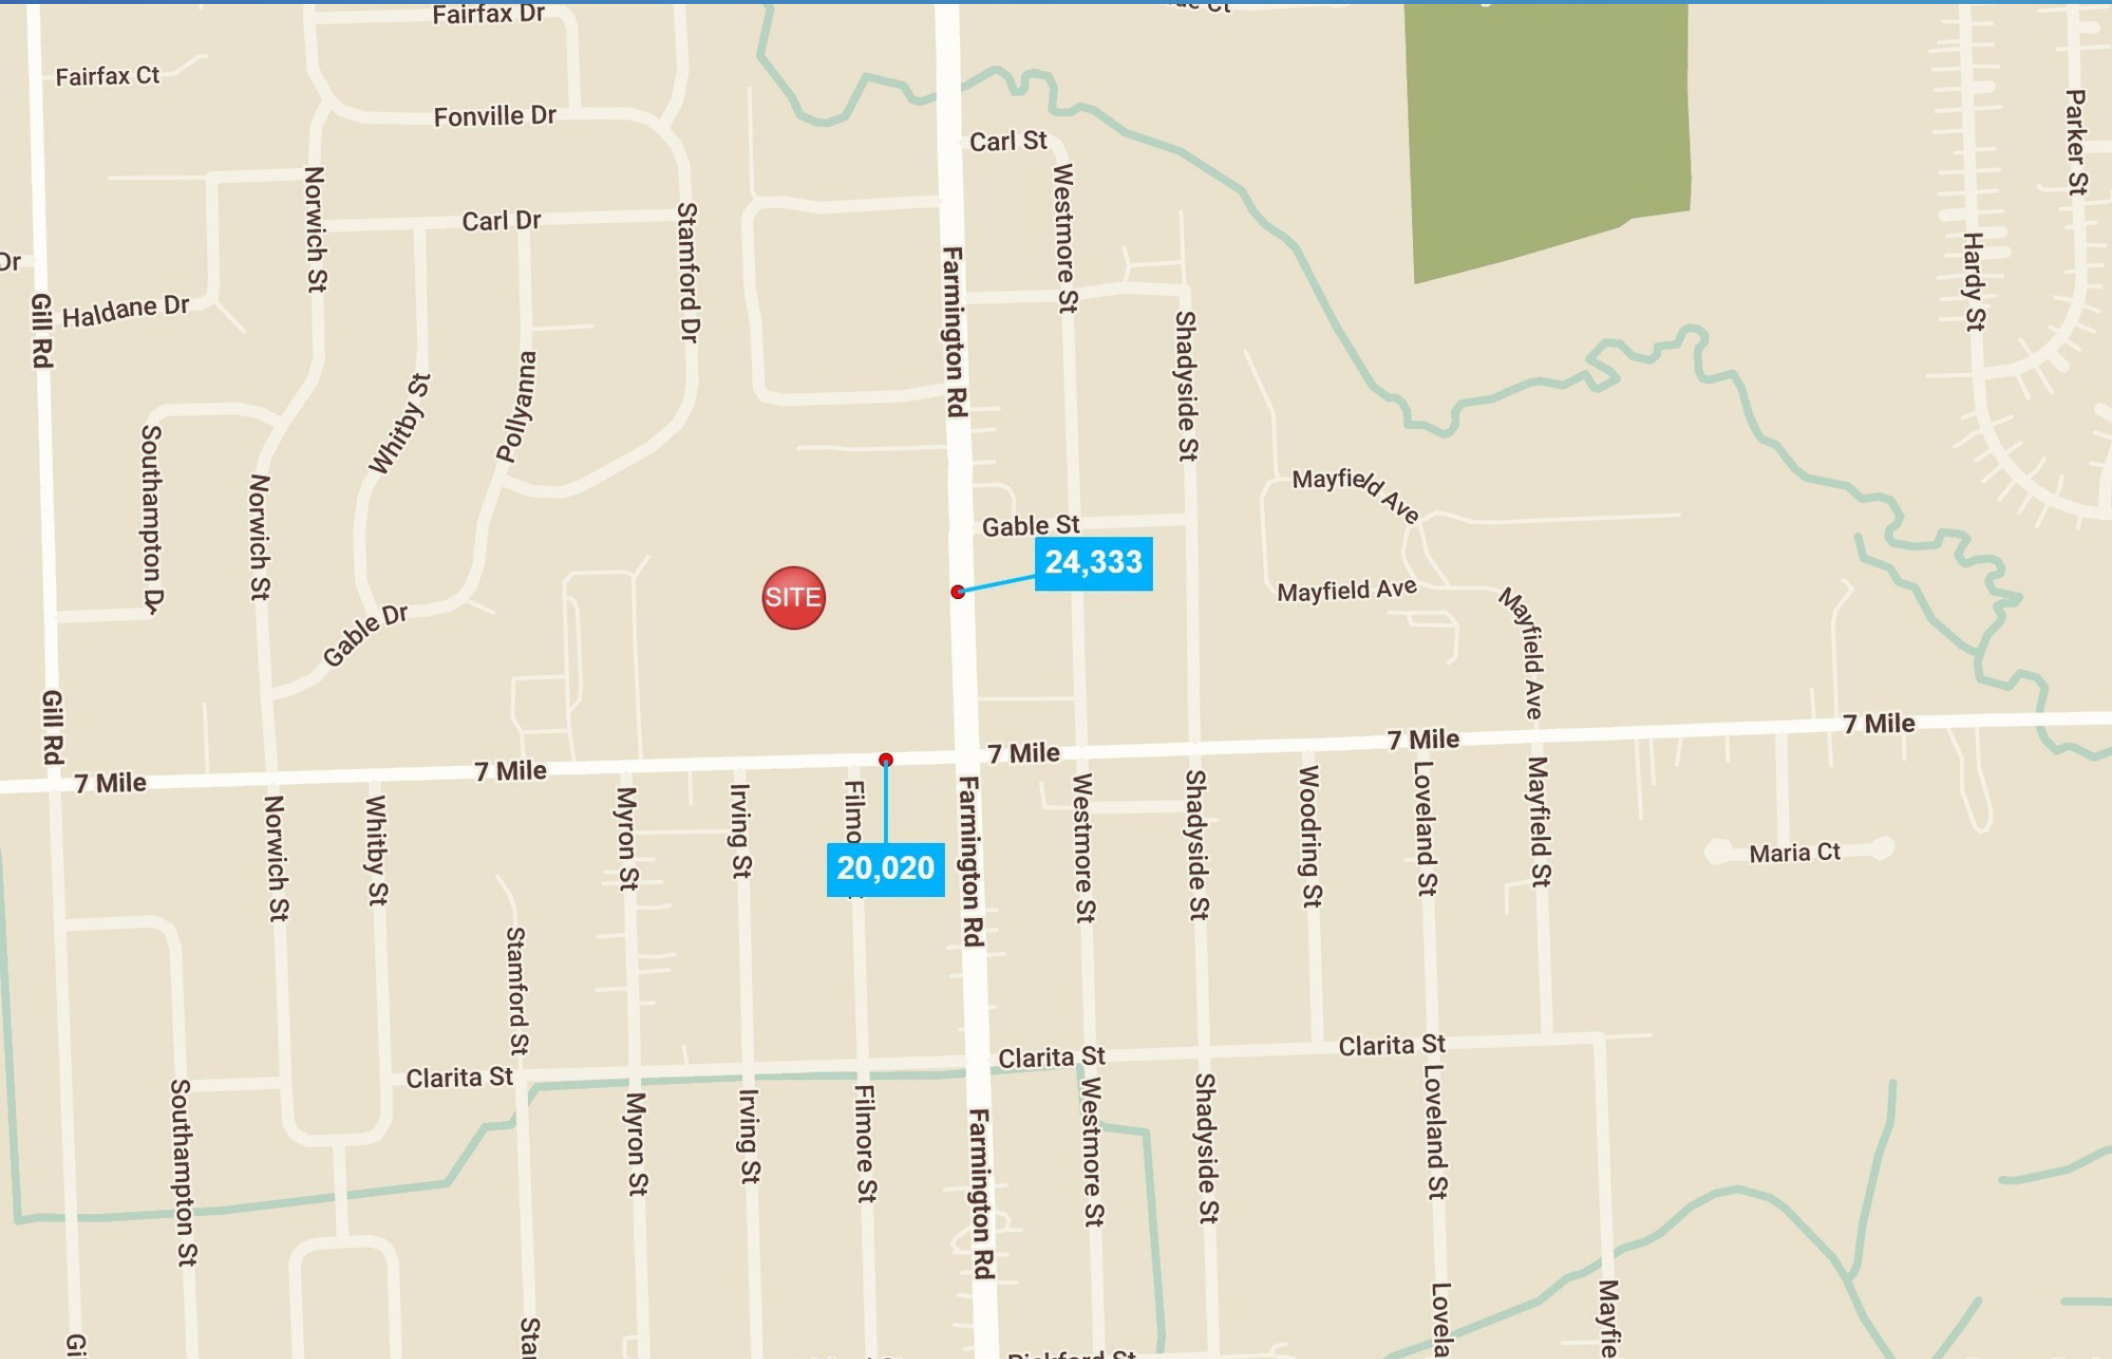 Fairfax Dr
Fairfax Ct
Fonville Dr
Carl St
Parker St
Norwich St
Westmore St
Carl Dr
Stamford Dr
Dr
Farmington Rd
Hardy St
Gill Rd
Haldane Dr
Shadyside St
Whitby St
Pollyanna
Southampton D
Norwich St
Mayfield Ave
Gable St
24,333
SITE
Mayfield Ave
Mayfield Ave
Gable Dr
Gill Rd
7 Mile
7 Mile
7 Mile
7 Mile
7 Mile
Norwich St
Whitby St
Myron St
Irving St
Filmo
20,020
Farmington Rd
Westmore St
Shadyside St
Woodring St
Loveland St
Mayfield St
Maria Ct
Stamford St
Clarita St
Clarita St
Clarita St
Southampton St
Myron St
Irving St
Filmore St
Farmington Rd
Westmore St
Shadyside St
Loveland St
Gil
Sta
Lovela
Mayfie